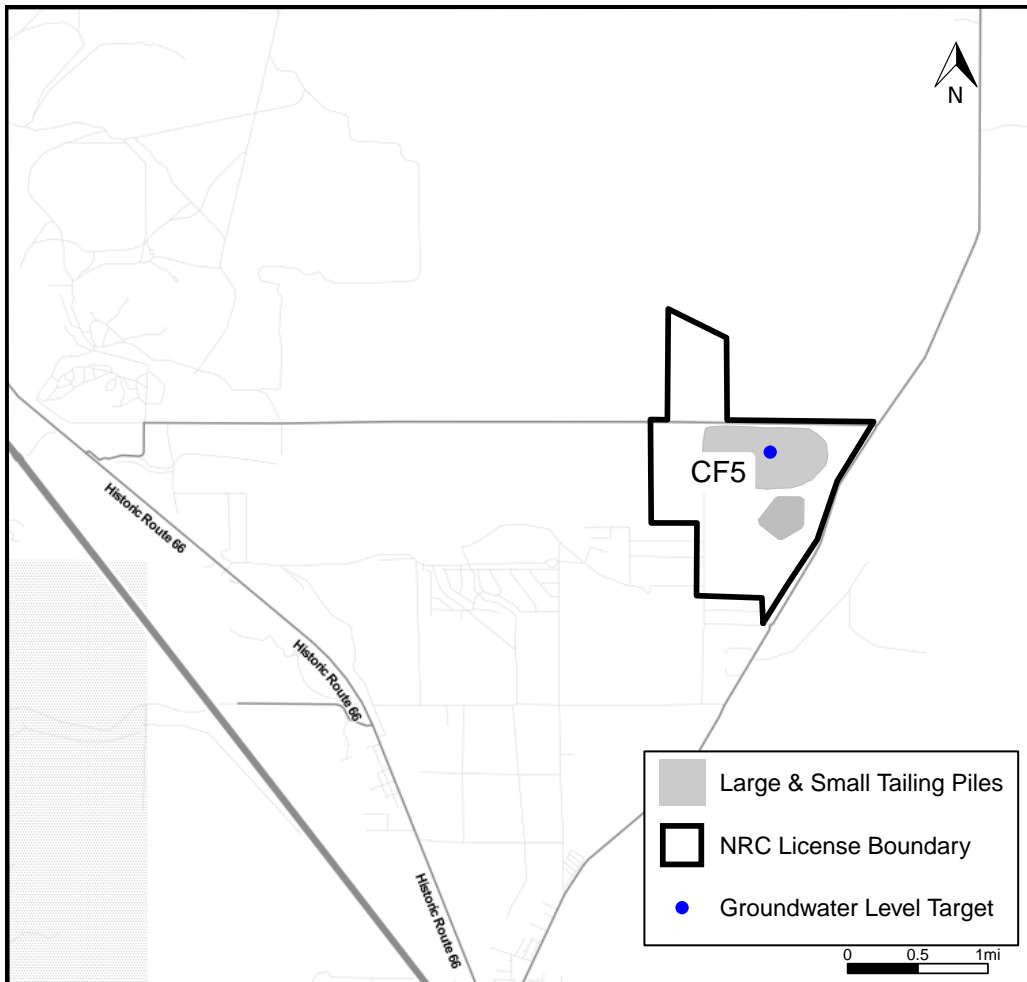 N
CF5
Historic Route 66
Historic Route 66
Historic Route 66
Large & Small Tailing Piles
NRC License Boundary
Groundwater Level Target
0 0.5 1mi